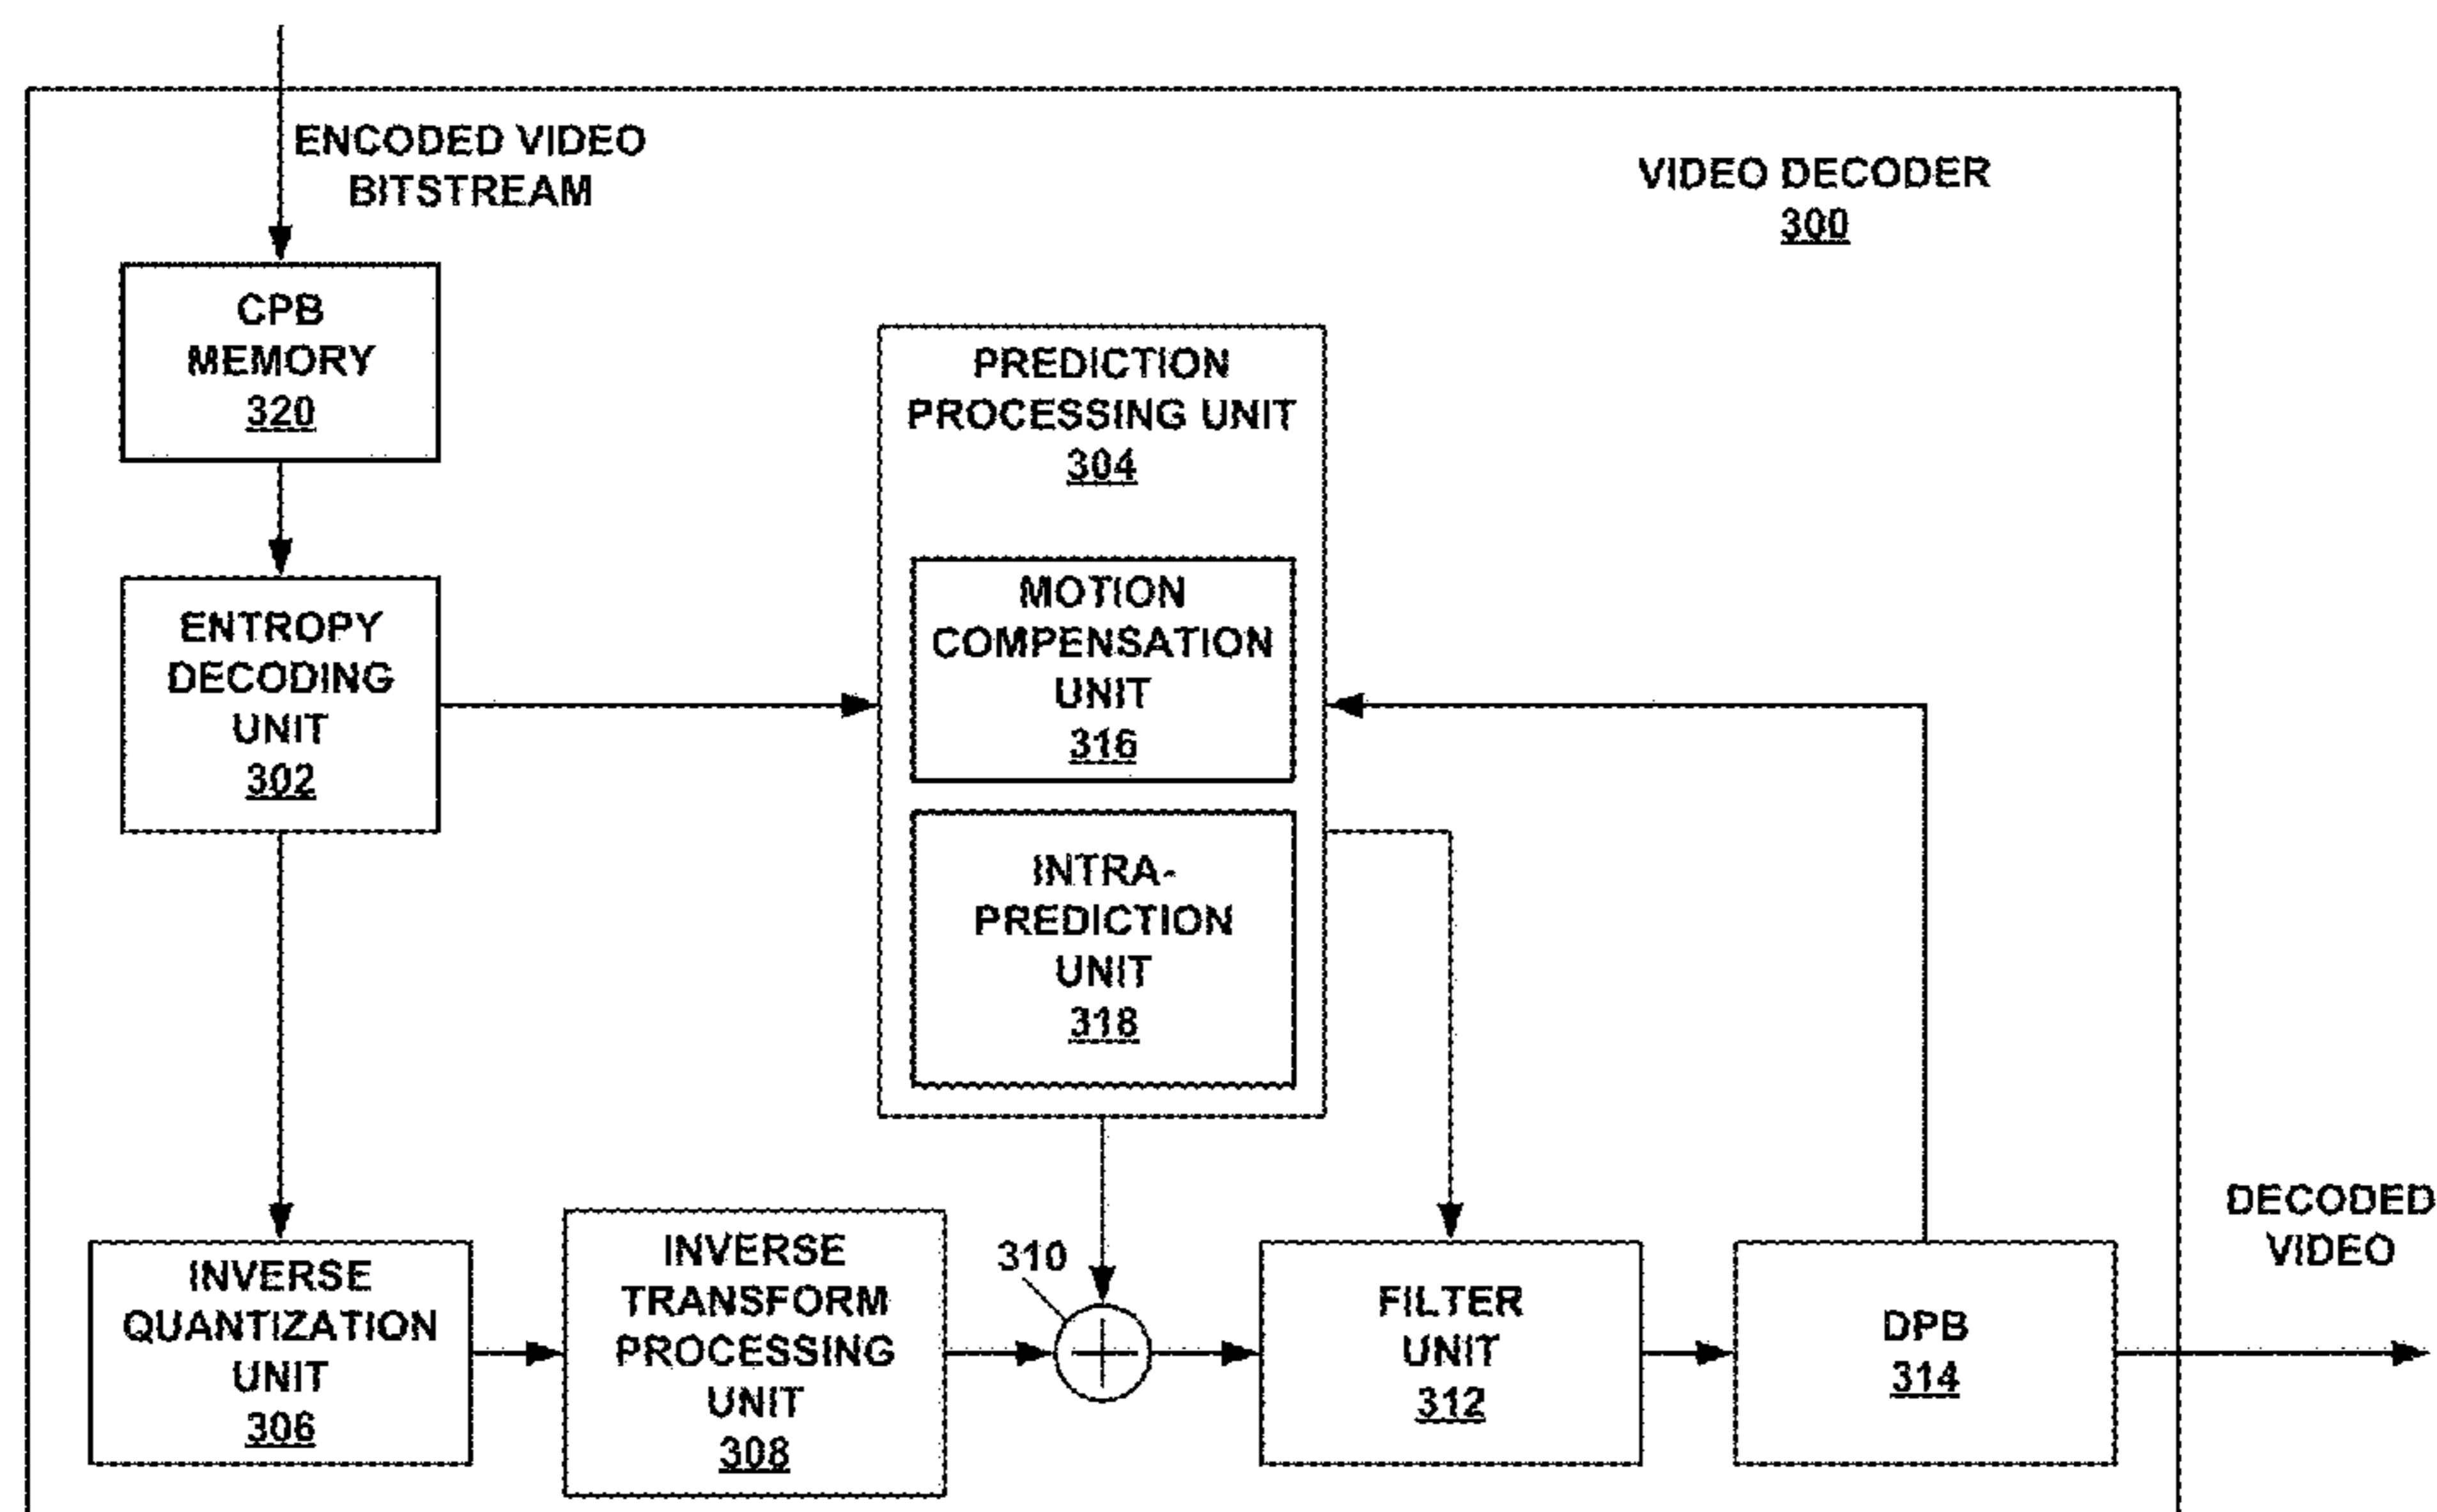 ENCODED VIDEO
BITSTREAM
VIDEO DECODER
300
CPB
MEMORY
320
PREDICTION
PROCESSING UNIT
304
ENTROPY
DECODING
UNIT
302
MOTION
COMPENSATION
UNIT
316
INTRA-
PREDICTION
UNIT
318
INVERSE
QUANTIZATION
UNIT
306
INVERSE
TRANSFORM
PROCESSING
UNIT
308
310
FILTER
UNIT
312
DPB
314
DECODED
VIDEO